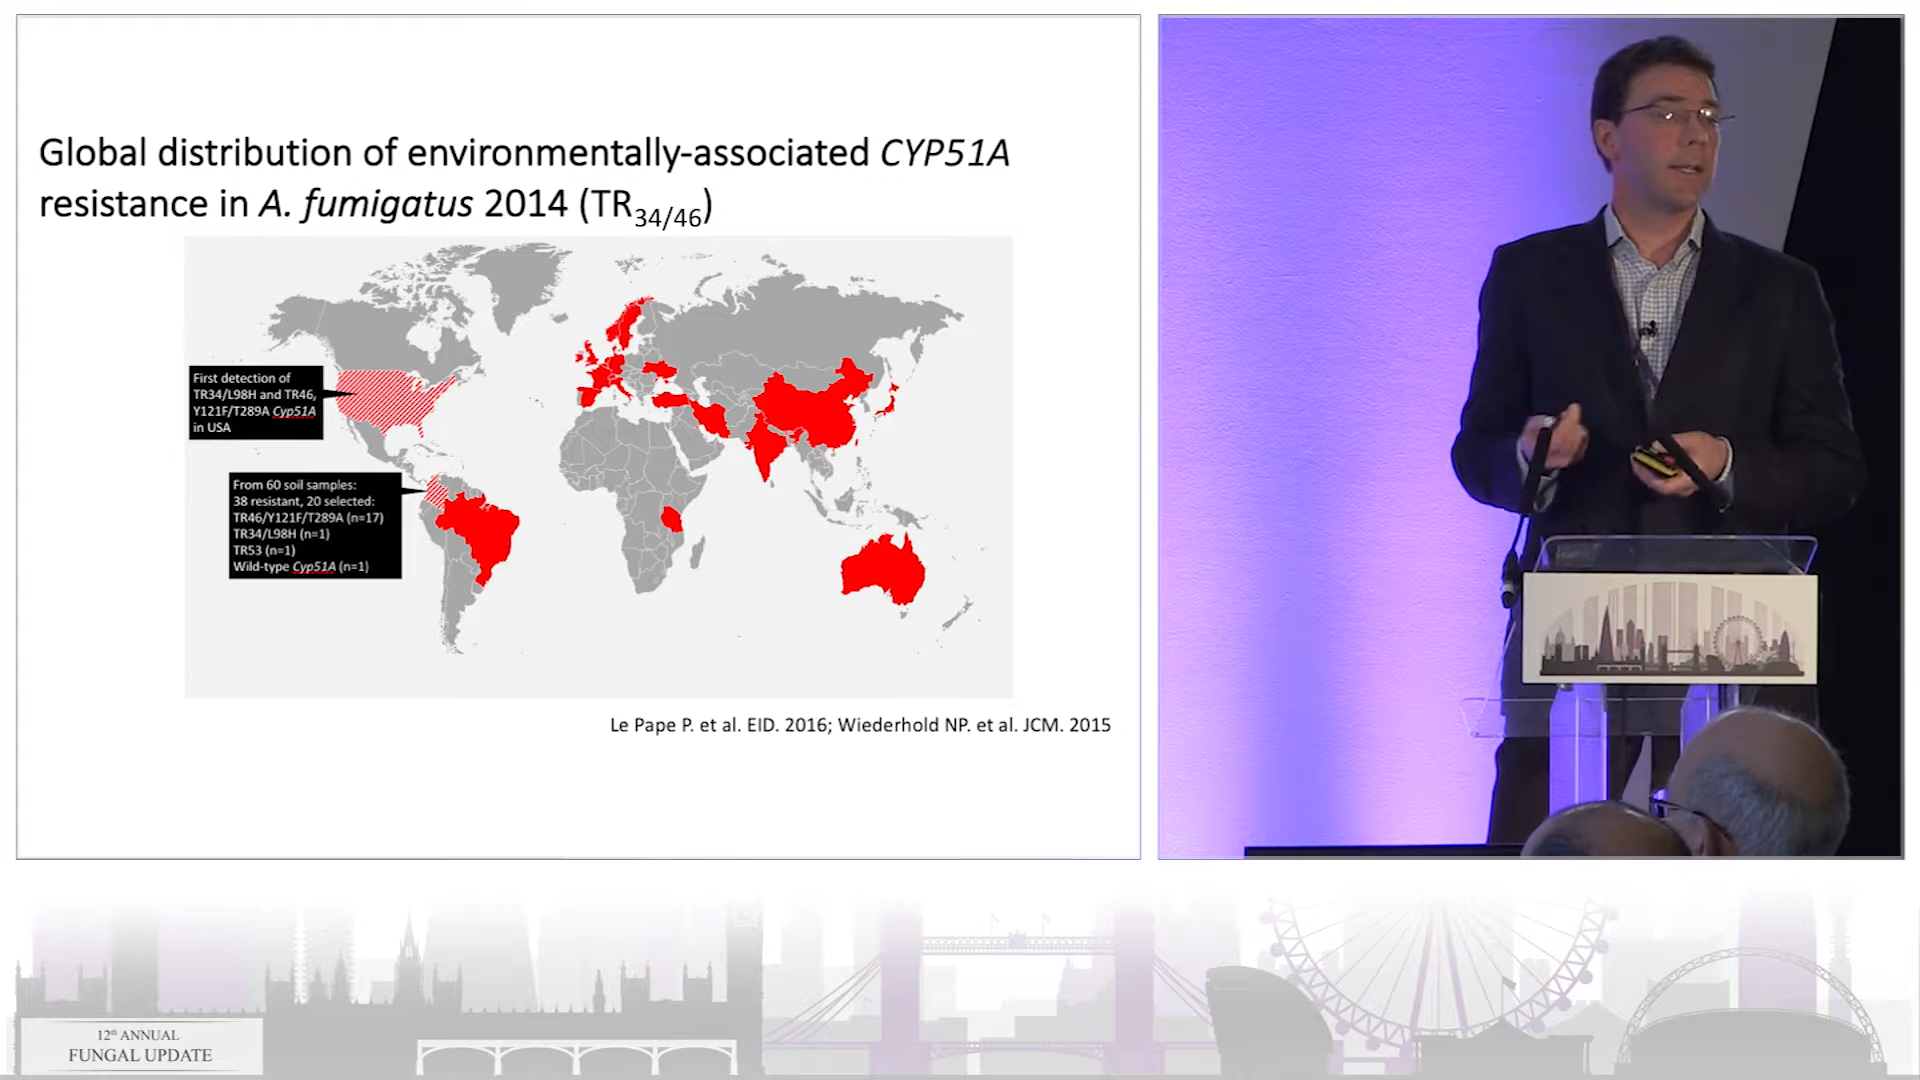 Global distribution of environmentally-associated CYP51A
resistance in A. fumigatus 2014 (TR34/46)
First detection of
TR34/L98H and TR46,
Y121F/T289A Cyp51A
in USA
From 60 soil samples:
38 resistant, 20 selected:
TR46/Y121F/T289A (n=17)
TR34/L98H (n=1)
TR53 (n=1)
Wild-type Cyp51A (n=1)
Le Pape P. et al. EID. 2016; Wiederhold NP. et al. JCM. 2015
12th ANNUAL
FUNGAL UPDATE